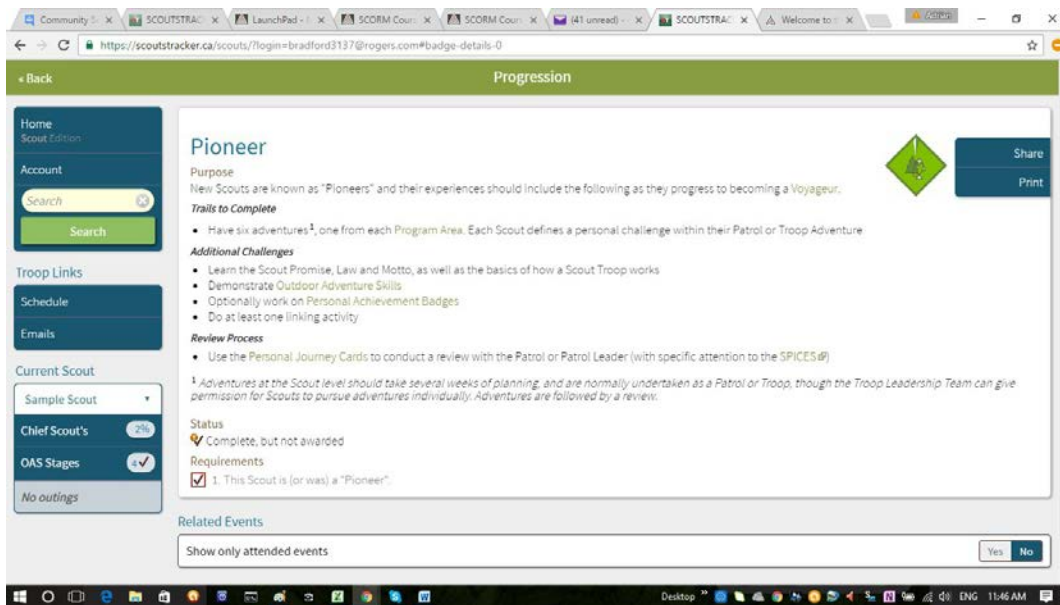 Community S
SCOUTSTRAC
LaunchPad -
SCORM Cour
SCORM Cour
(41 unread) -
SCOUTSTRAC
Welcome to
https://scoutstracker.ca/scouts/?login=bradford3137@rogers.com#badge-details-0
« Back
Progression
Home
Scout Edition
Account
Search
Search
Troop Links
Schedule
Emails
Current Scout
Sample Scout
Chief Scout's 2%
OAS Stages 4
No outings
Pioneer
Share
Print
Purpose
New Scouts are known as "Pioneers" and their experiences should include the following as they progress to becoming a Voyageur.
Trails to Complete
• Have six adventures¹, one from each Program Area. Each Scout defines a personal challenge within their Patrol or Troop Adventure
Additional Challenges
• Learn the Scout Promise, Law and Motto, as well as the basics of how a Scout Troop works
• Demonstrate Outdoor Adventure Skills
• Optionally work on Personal Achievement Badges
• Do at least one linking activity
Review Process
• Use the Personal Journey Cards to conduct a review with the Patrol or Patrol Leader (with specific attention to the SPICES)
¹ Adventures at the Scout level should take several weeks of planning, and are normally undertaken as a Patrol or Troop, though the Troop Leadership Team can give
permission for Scouts to pursue adventures individually. Adventures are followed by a review.
Status
Complete, but not awarded
Requirements
1. This Scout is (or was) a "Pioneer".
Related Events
Show only attended events
Yes No
Desktop
ENG 11:46 AM